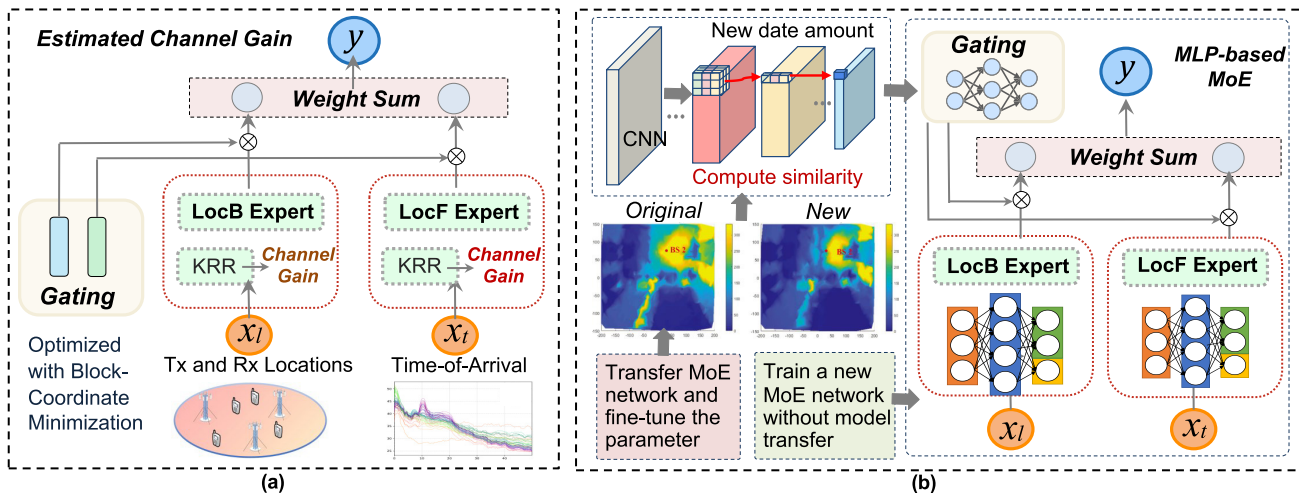 Estimated Channel Gain
y
Weight Sum
LocB Expert
LocF Expert
KRR
Channel
Gain
KRR
Channel
Gain
Gating
x_l
x_t
Optimized
with Block-
Coordinate
Minimization
Tx and Rx Locations
Time-of-Arrival
(a)
New date amount
CNN
Compute similarity
Original
New
BS 2
BS
Transfer MoE
network and
fine-tune the
parameter
Train a new
MoE network
without model
transfer
Gating
y
MLP-based
MoE
Weight Sum
LocB Expert
LocF Expert
x_l
x_t
(b)